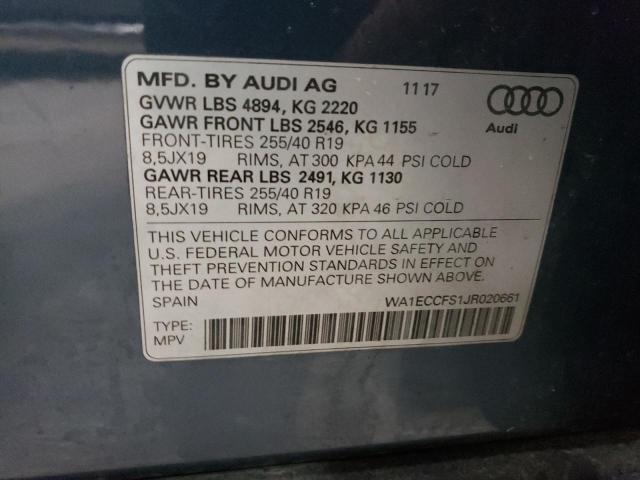 MFD. BY AUDI AG 11 17
GVWR LBS 4894, KG 2220
GAWR FRONT LBS 2546, KG 1155 Audi
FRONT-TIRES 255/40 R19
8,5JX19 RIMS, AT 300 KPA 44 PSI COLD
GAWR REAR LBS 2491, KG 1130
REAR-TIRES 255/40 R19
8,5JX19 RIMS, AT 320 KPA 46 PSI COLD
THIS VEHICLE CONFORMS TO ALL APPLICABLE
U.S. FEDERAL MOTOR VEHICLE SAFETY AND
THEFT PREVENTION STANDARDS IN EFFECT ON
THE DATE OF MANUFACTURE SHOWN ABOVE.
SPAIN WA1ECCFS1JR020661
TYPE:
MPV